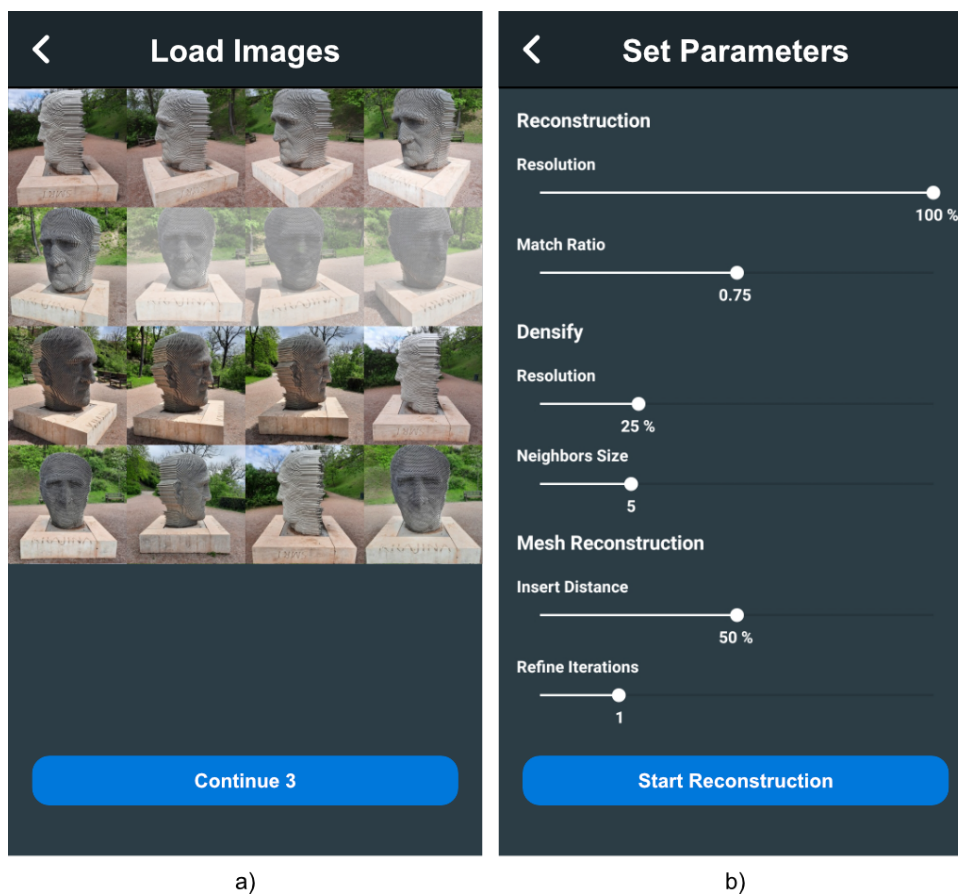 Load Images
Continue 3
a)
Set Parameters
Reconstruction
Resolution
100 %
Match Ratio
0.75
Densify
Resolution
25 %
Neighbors Size
5
Mesh Reconstruction
Insert Distance
50 %
Refine Iterations
1
Start Reconstruction
b)